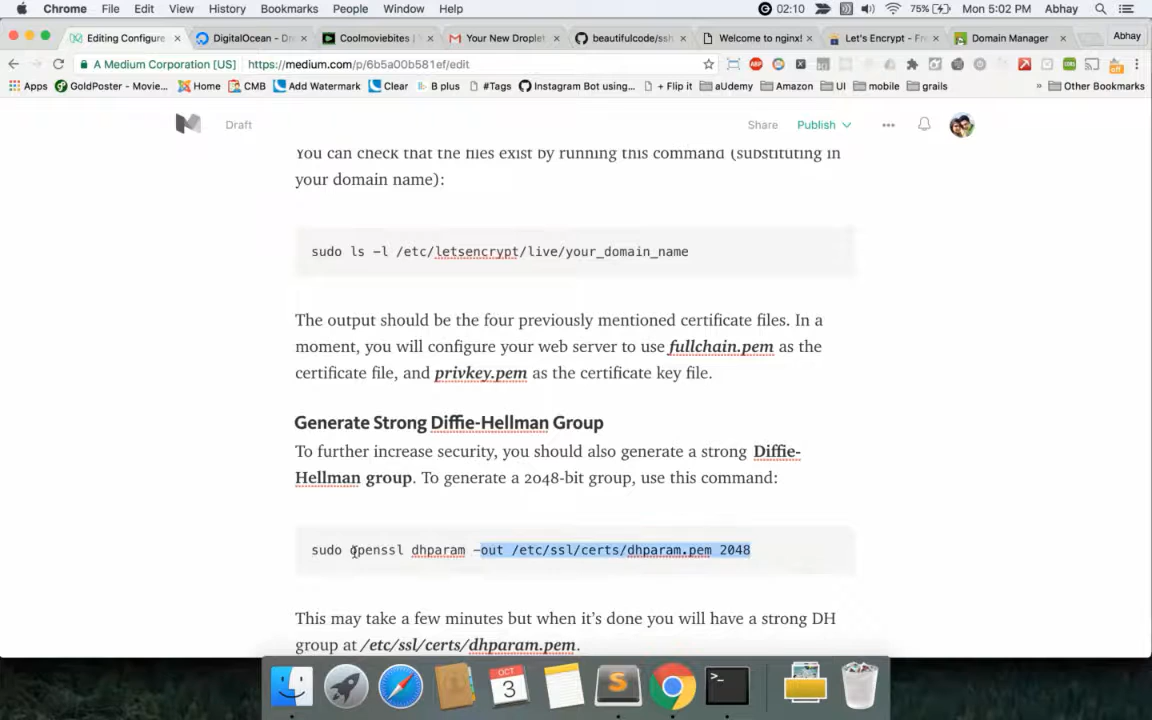 Chrome File Edit View History Bookmarks People Window Help 02:10 75% Mon 5:02 PM Abhay
Editing Configure DigitalOcean - Dr Coolmoviebites Your New Droplet beautifulcode/ssh Welcome to nginx! Let's Encrypt - Fr Domain Manager Abhay
A Medium Corporation [US] https://medium.com/p/6b5a00b581ef/edit
Apps GoldPoster - Movie... Home CMB Add Watermark Clear B plus #Tags Instagram Bot using... + Flip it aUdemy Amazon UI mobile grails » Other Bookmarks
Draft Share Publish
You can check that the files exist by running this command (substituting in
your domain name):
sudo ls -l /etc/letsencrypt/live/your_domain_name
The output should be the four previously mentioned certificate files. In a
moment, you will configure your web server to use fullchain.pem as the
certificate file, and privkey.pem as the certificate key file.
Generate Strong Diffie-Hellman Group
To further increase security, you should also generate a strong Diffie-
Hellman group. To generate a 2048-bit group, use this command:
sudo openssl dhparam -out /etc/ssl/certs/dhparam.pem 2048
This may take a few minutes but when it's done you will have a strong DH
group at /etc/ssl/certs/dhparam.pem.
OCT
3